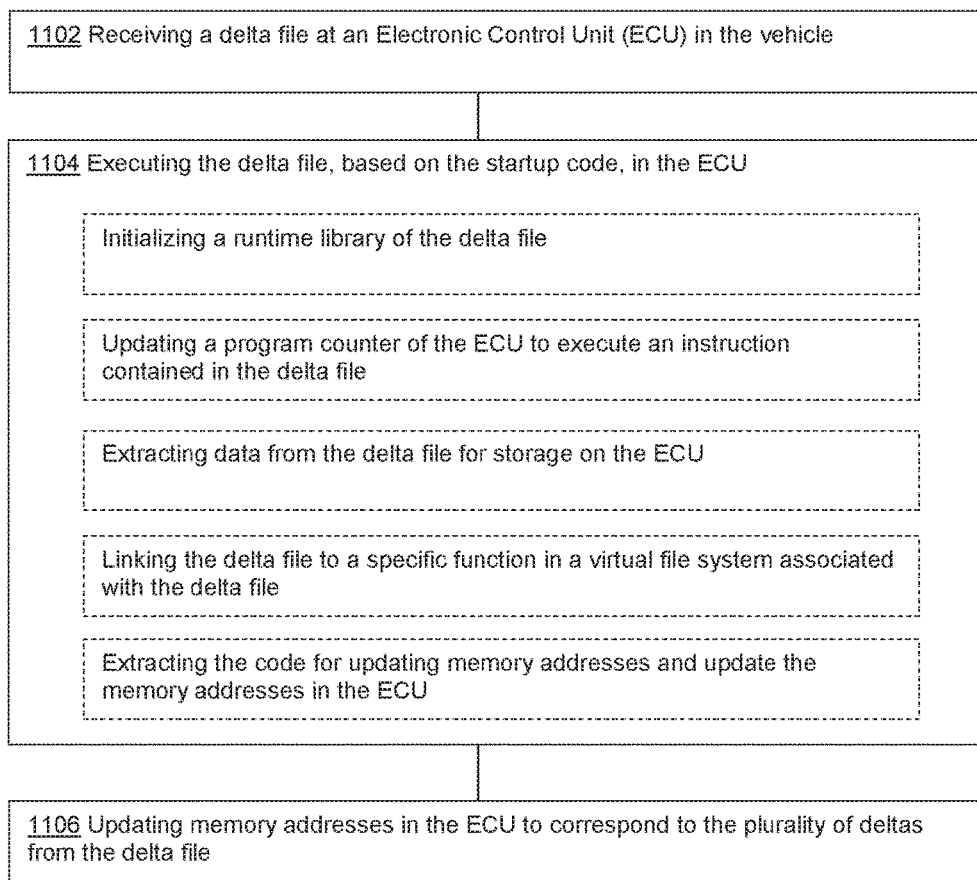 1102 Receiving a delta file at an Electronic Control Unit (ECU) in the vehicle
1104 Executing the delta file, based on the startup code, in the ECU
Initializing a runtime library of the delta file
Updating a program counter of the ECU to execute an instruction
contained in the delta file
Extracting data from the delta file for storage on the ECU
Linking the delta file to a specific function in a virtual file system associated
with the delta file
Extracting the code for updating memory addresses and update the
memory addresses in the ECU
1106 Updating memory addresses in the ECU to correspond to the plurality of deltas
from the delta file